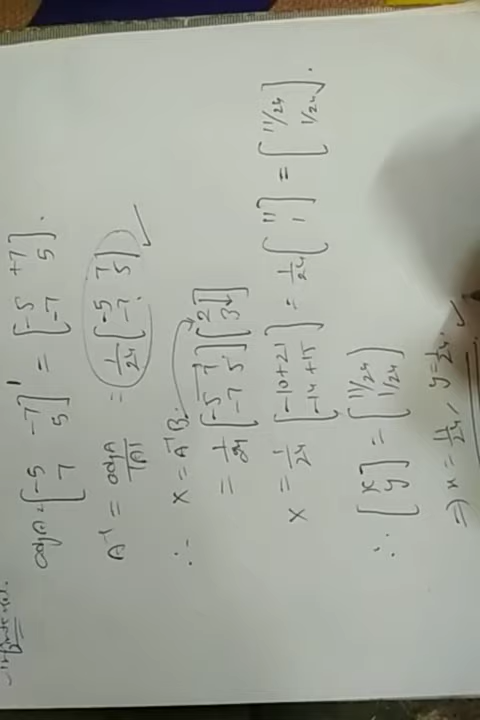 adjA = [-5 -7; 7 5]' = [-5 +7; -7 5].
A⁻¹ = adjA/|A| = 1/24 [-5 7; -7 5]
∴ X = A⁻¹B.
= 1/24 [-5 7; -7 5] [2; 3]
X = 1/24 [-10+21; -14+15] = 1/24 [11; 1] = [11/24; 1/24].
∴ [x; y] = [11/24; 1/24]
⇒ x = 11/24, y = 1/24.